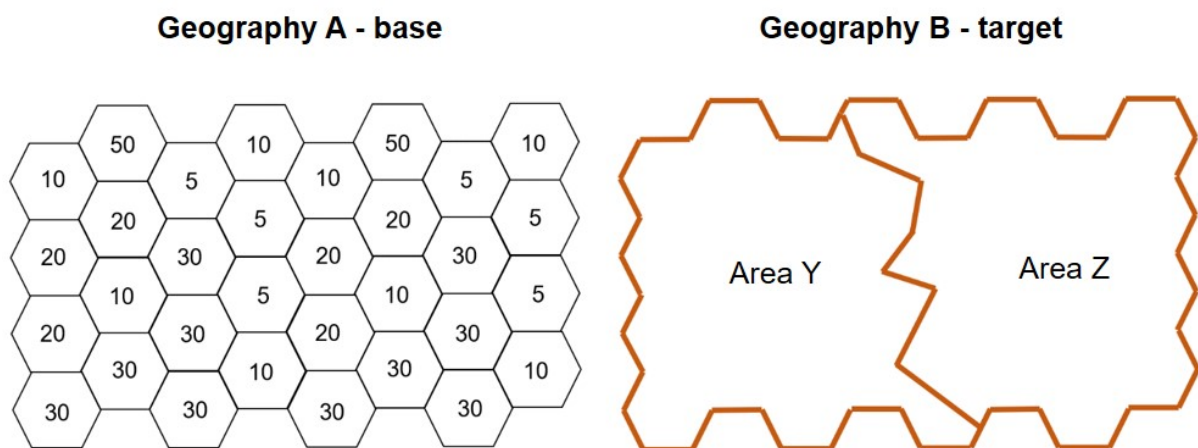 Geography A - base
Geography B - target
50 10 50 10
10 5 10 5
20 5 20 5
20 30 20 30
10 5 10 5
20 30 20 30
30 10 30 10
30 30 30
Area Y
Area Z